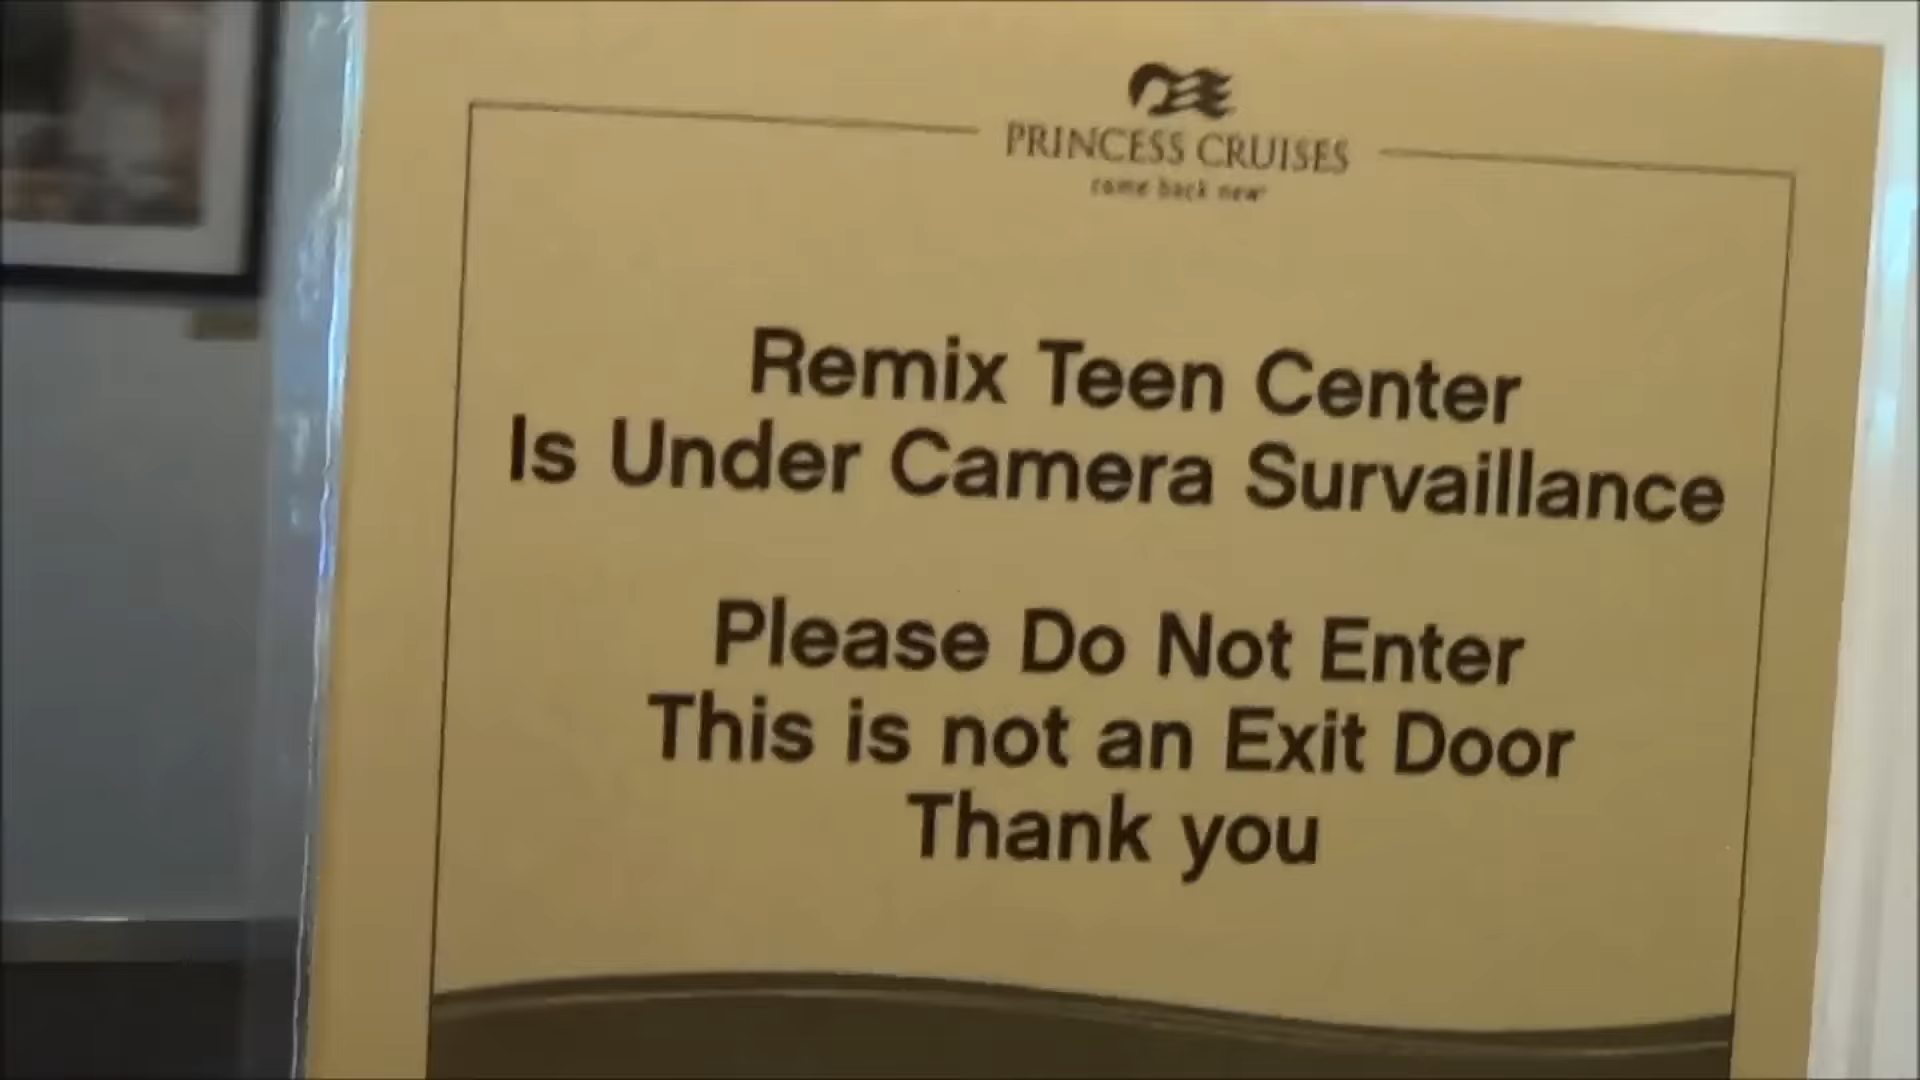 PRINCESS CRUISES
come back new
Remix Teen Center
Is Under Camera Survaillance
Please Do Not Enter
This is not an Exit Door
Thank you